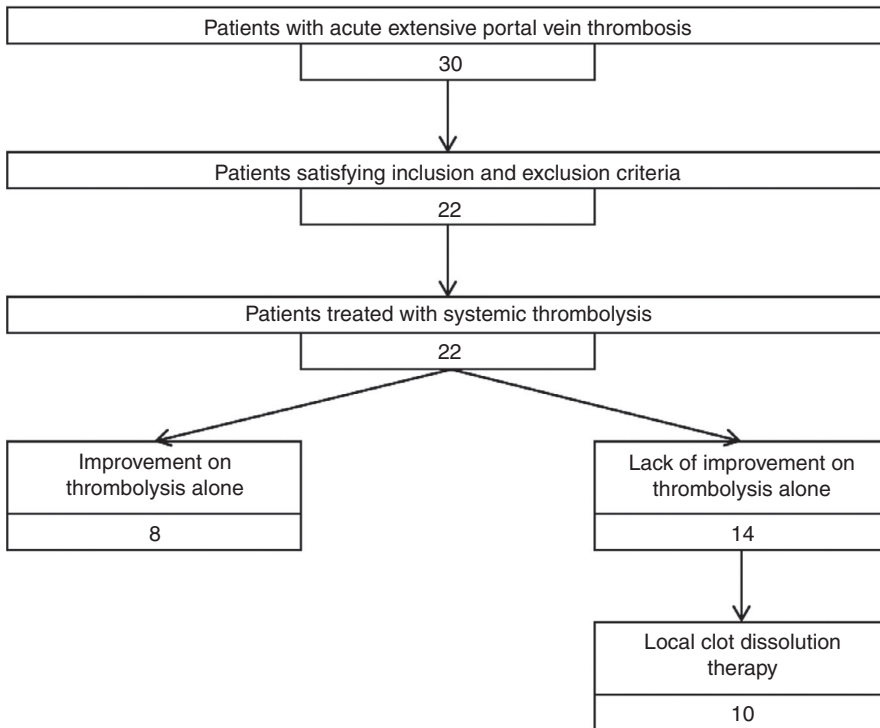 Patients with acute extensive portal vein thrombosis
30
Patients satisfying inclusion and exclusion criteria
22
Patients treated with systemic thrombolysis
22
Improvement on
thrombolysis alone
8
Lack of improvement on
thrombolysis alone
14
Local clot dissolution
therapy
10